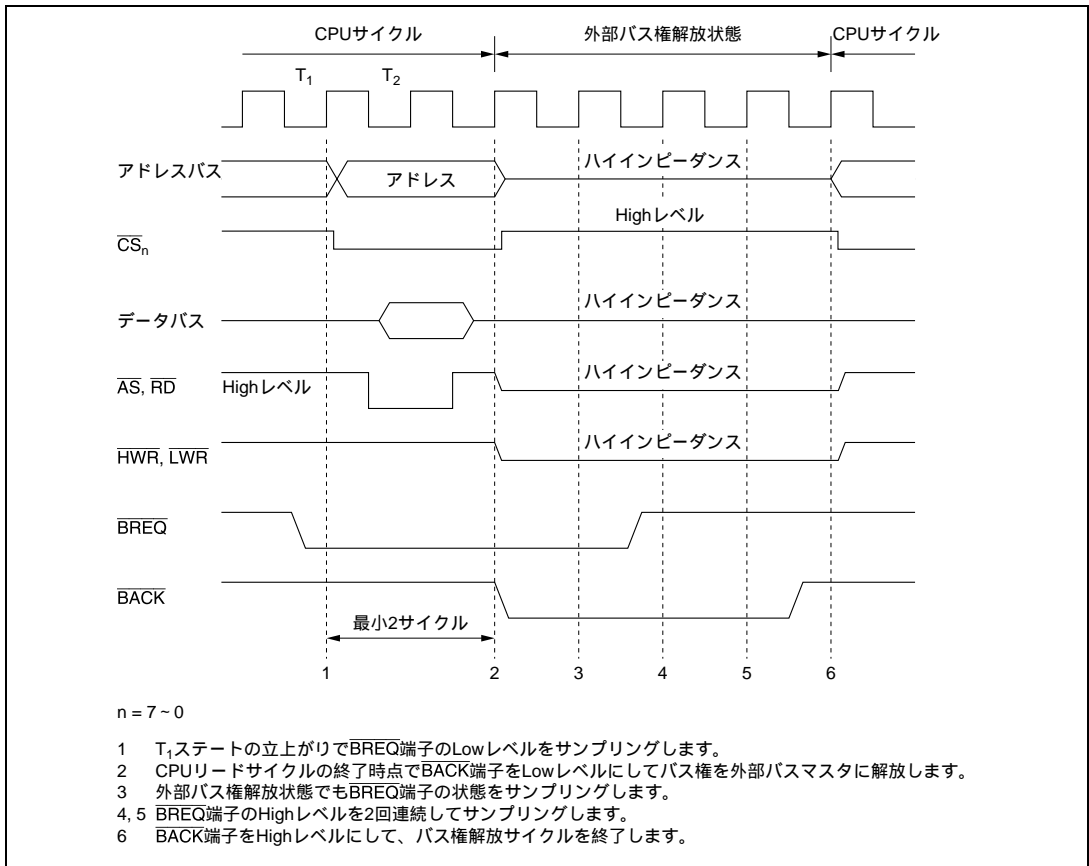 CPUサイクル 外部バス権解放状態 CPUサイクル
T1 T2
アドレスバス アドレス ハイインピーダンス
Highレベル
CSn
データバス ハイインピーダンス
AS, RD Highレベル ハイインピーダンス
HWR, LWR ハイインピーダンス
BREQ
BACK
最小2サイクル
1 2 3 4 5 6
n = 7 ~ 0
1 T1ステートの立上がりでBREQ端子のLowレベルをサンプリングします。
2 CPUリードサイクルの終了時点でBACK端子をLowレベルにしてバス権を外部バスマスタに解放します。
3 外部バス権解放状態でもBREQ端子の状態をサンプリングします。
4, 5 BREQ端子のHighレベルを2回連続してサンプリングします。
6 BACK端子をHighレベルにして、バス権解放サイクルを終了します。